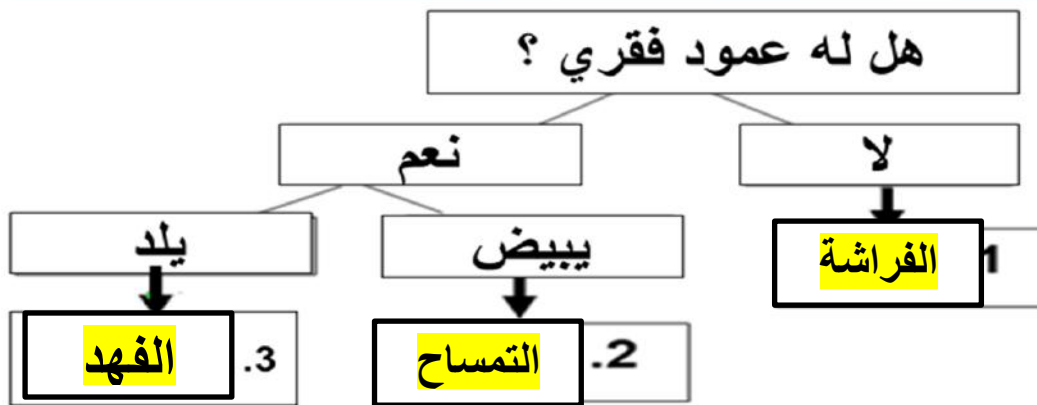 هل له عمود فقري ؟
لا
نعم
يبيض
يلد
1 الفراشة
2. التمساح
3. الفهد